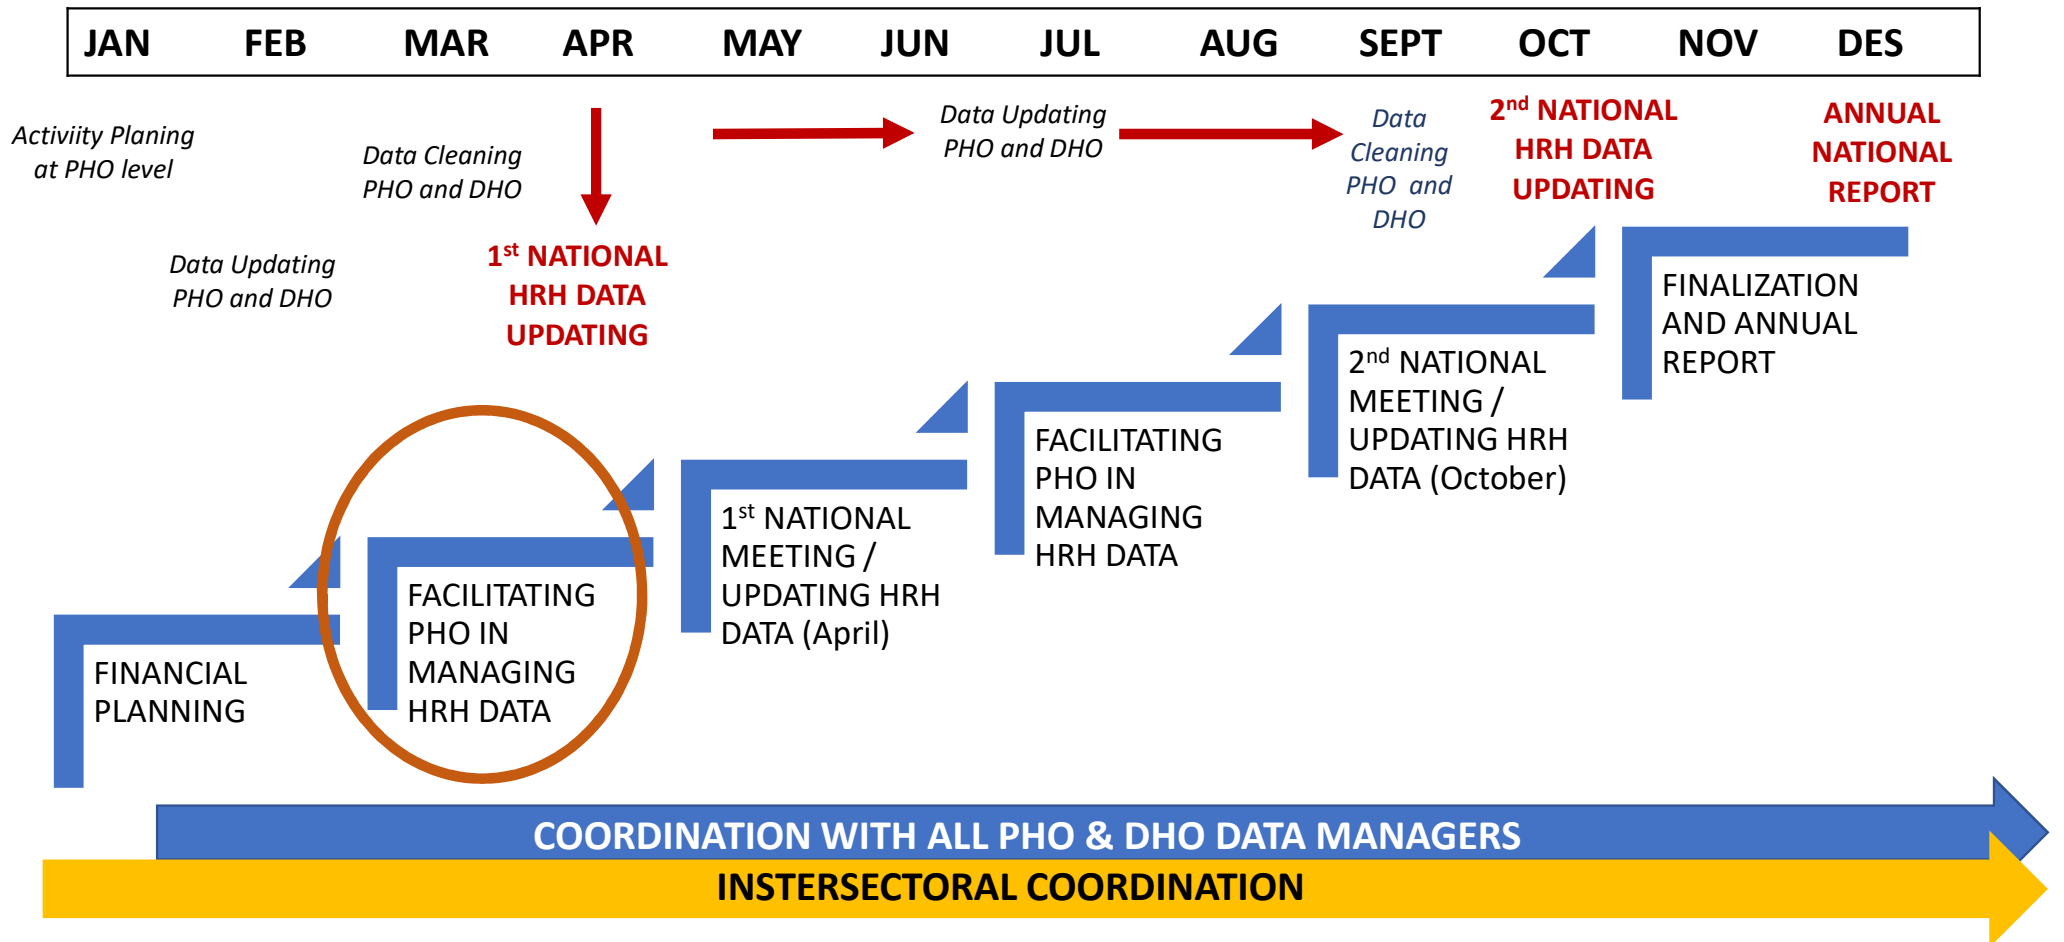 JAN FEB MAR APR MAY JUN JUL AUG SEPT OCT NOV DES
Activiity Planing
at PHO level
Data Updating
PHO and DHO
Data Cleaning
PHO and DHO
1st NATIONAL
HRH DATA
UPDATING
Data Updating
PHO and DHO
Data
Cleaning
PHO and
DHO
2nd NATIONAL
HRH DATA
UPDATING
ANNUAL
NATIONAL
REPORT
FINANCIAL
PLANNING
FACILITATING
PHO IN
MANAGING
HRH DATA
1st NATIONAL
MEETING /
UPDATING HRH
DATA (April)
FACILITATING
PHO IN
MANAGING
HRH DATA
2nd NATIONAL
MEETING /
UPDATING HRH
DATA (October)
FINALIZATION
AND ANNUAL
REPORT
COORDINATION WITH ALL PHO & DHO DATA MANAGERS
INSTERSECTORAL COORDINATION